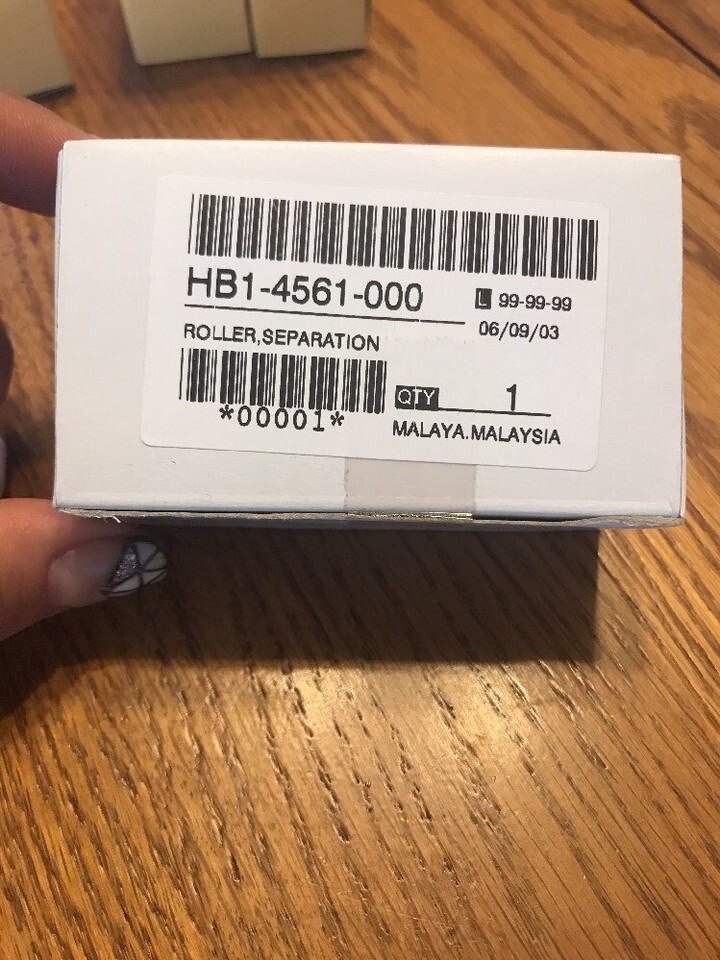 HB1-4561-000
L 99-99-99
06/09/03
ROLLER,SEPARATION
*00001*
QTY 1
MALAYA.MALAYSIA